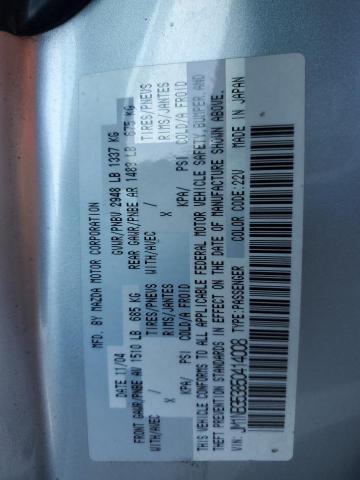 MFD. BY MAZDA MOTOR CORPORATION
DATE 11/04 GVWR/PNBV 2948 LB 1337 KG
FRONT GAWR/PNBE AV 1510 LB 685 KG REAR GAWR/PNBE AR 1489 LB 675 KG
WITH/AVEC / TIRES/PNEUS WITH/AVEC / TIRES/PNEUS
X RIMS/JANTES X RIMS/JANTES
KPA/ PSI COLD/A FROID KPA/ PSI COLD/A FROID
THIS VEHICLE CONFORMS TO ALL APPLICABLE FEDERAL MOTOR VEHICLE SAFETY, BUMPER, AND
THEFT PREVENTION STANDARDS IN EFFECT ON THE DATE OF MANUFACTURE SHOWN ABOVE.
VIN: TYPE:PASSENGER COLOR CODE:22V MADE IN JAPAN